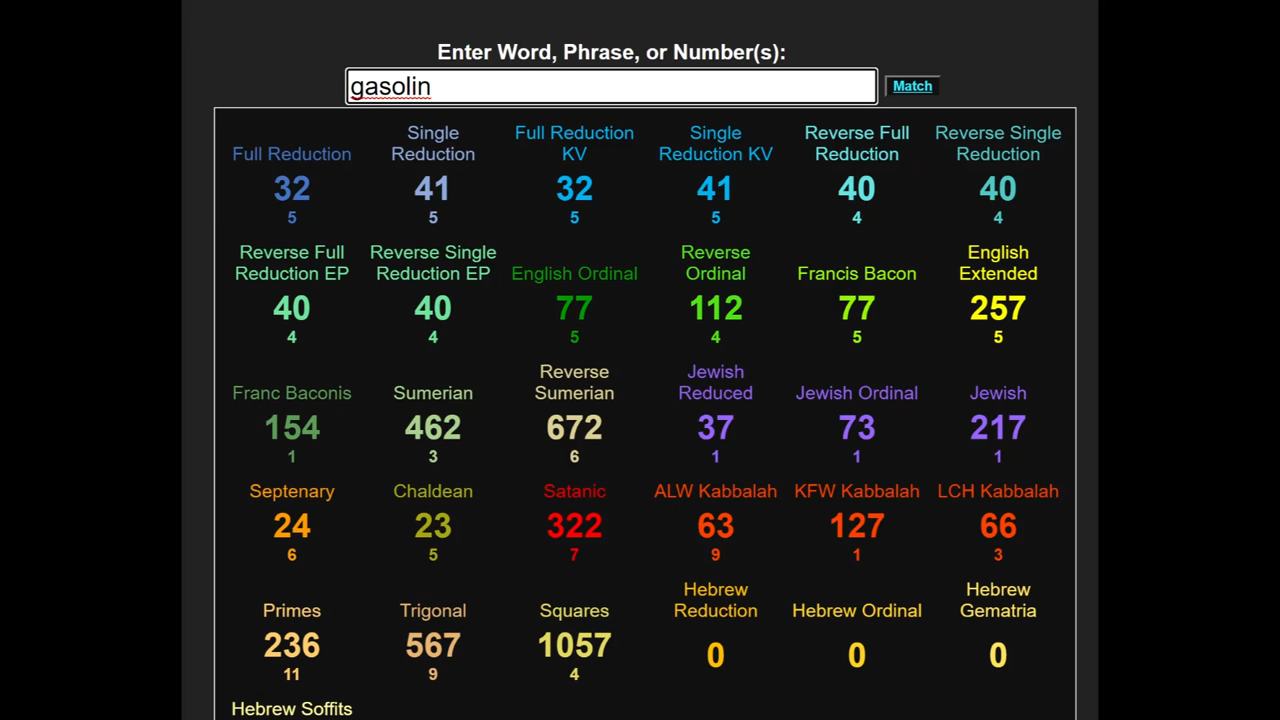 Enter Word, Phrase, or Number(s):
gasolin Match
Full Reduction Single Reduction Full Reduction KV Single Reduction KV Reverse Full Reduction Reverse Single Reduction
32 41 32 41 40 40
5 5 5 5 4 4
Reverse Full Reduction EP Reverse Single Reduction EP English Ordinal Reverse Ordinal Francis Bacon English Extended
40 40 77 112 77 257
4 4 5 4 5 5
Franc Baconis Sumerian Reverse Sumerian Jewish Reduced Jewish Ordinal Jewish
154 462 672 37 73 217
1 3 6 1 1 1
Septenary Chaldean Satanic ALW Kabbalah KFW Kabbalah LCH Kabbalah
24 23 322 63 127 66
6 5 7 9 1 3
Primes Trigonal Squares Hebrew Reduction Hebrew Ordinal Hebrew Gematria
236 567 1057 0 0 0
11 9 4
Hebrew Soffits